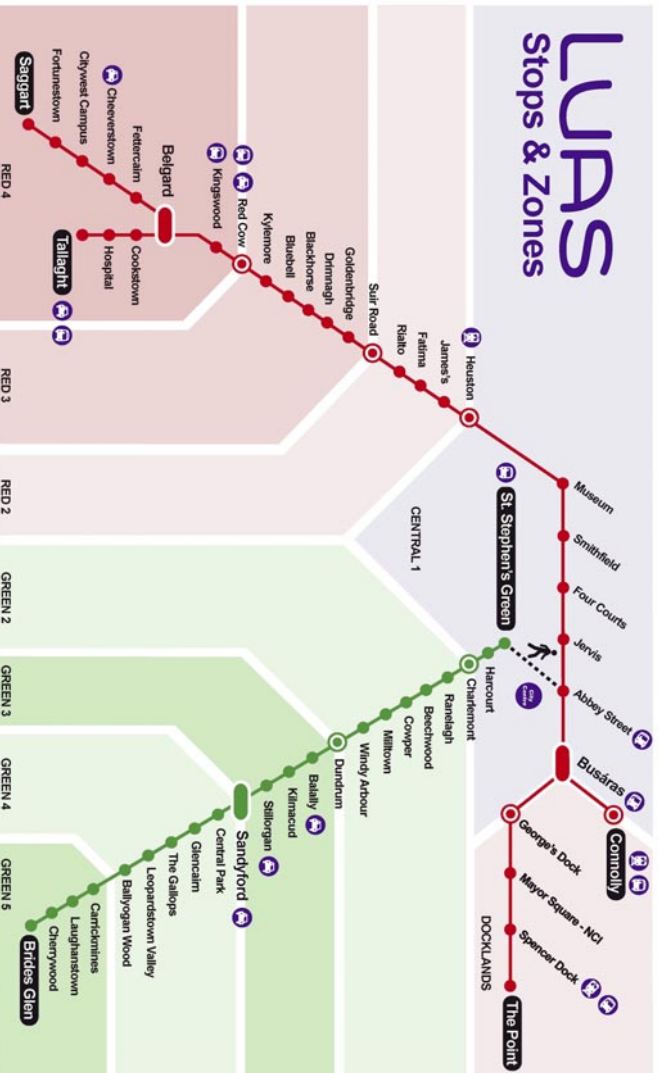 LUAS
Stops & Zones
Saggart
Fortunestown
Citywest Campus
Cheeverstown
Fettercairn
Belgard
Tallaght
Hospital
Cookstown
Kingswood
Red Cow
Kylemore
Bluebell
Blackhorse
Drimnagh
Goldenbridge
Suir Road
Rialto
Fatima
James's
Heuston
Museum
Smithfield
Four Courts
Jervis
Abbey Street
Busáras
Connolly
George's Dock
Mayor Square - NCI
Spencer Dock
The Point
DOCKLANDS
CENTRAL 1
City
Centre
St. Stephen's Green
Harcourt
Charlemont
Ranelagh
Beechwood
Cowper
Milltown
Windy Arbour
Dundrum
Balally
Kilmacud
Stillorgan
Sandyford
Central Park
Glencairn
The Gallops
Leopardstown Valley
Ballyogan Wood
Carrickmines
Laughanstown
Cherrywood
Brides Glen
RED 4
RED 3
RED 2
GREEN 2
GREEN 3
GREEN 4
GREEN 5